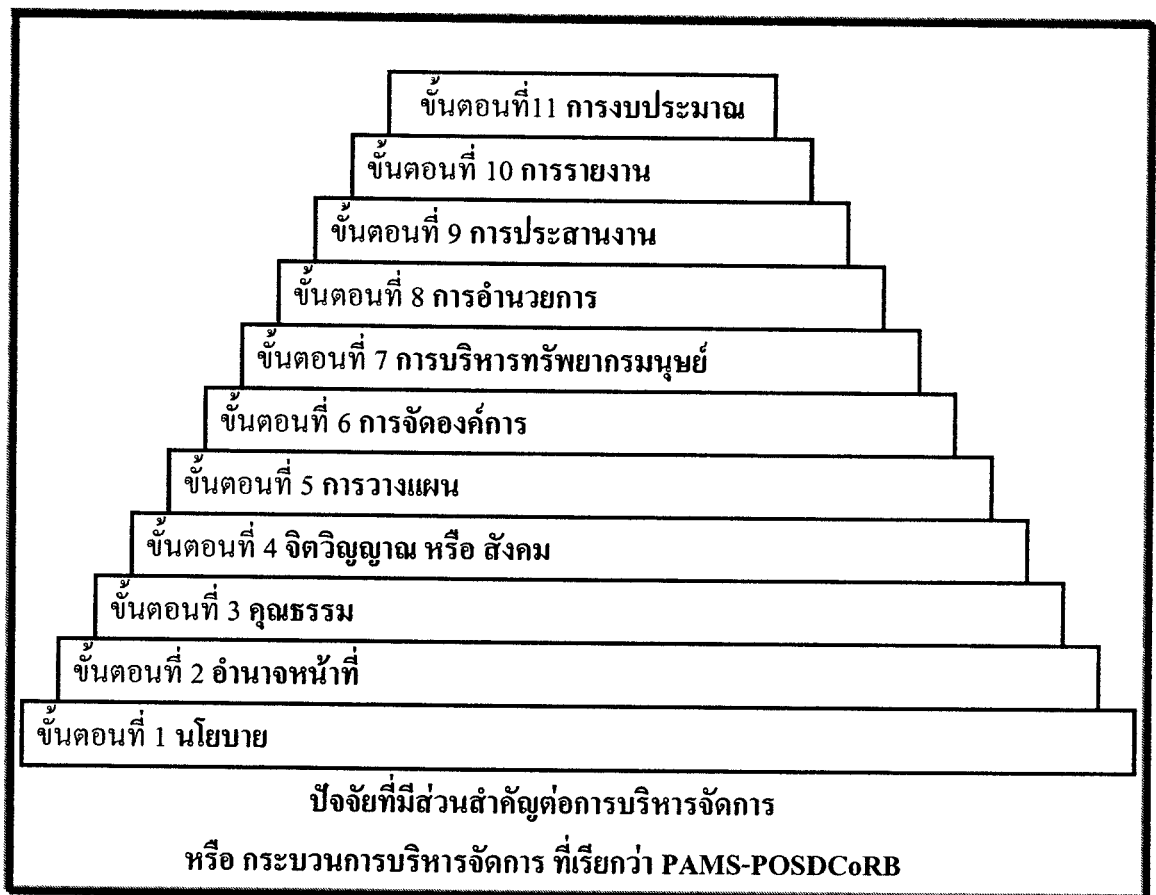 ขั้นตอนที่11 การงบประมาณ
ขั้นตอนที่ 10 การรายงาน
ขั้นตอนที่ 9 การประสานงาน
ขั้นตอนที่ 8 การอำนวยการ
ขั้นตอนที่ 7 การบริหารทรัพยากรมนุษย์
ขั้นตอนที่ 6 การจัดองค์การ
ขั้นตอนที่ 5 การวางแผน
ขั้นตอนที่ 4 จิตวิญญาณ หรือ สังคม
ขั้นตอนที่ 3 คุณธรรม
ขั้นตอนที่ 2 อำนาจหน้าที่
ขั้นตอนที่ 1 นโยบาย
ปัจจัยที่มีส่วนสำคัญต่อการบริหารจัดการ
หรือ กระบวนการบริหารจัดการ ที่เรียกว่า PAMS-POSDCoRB